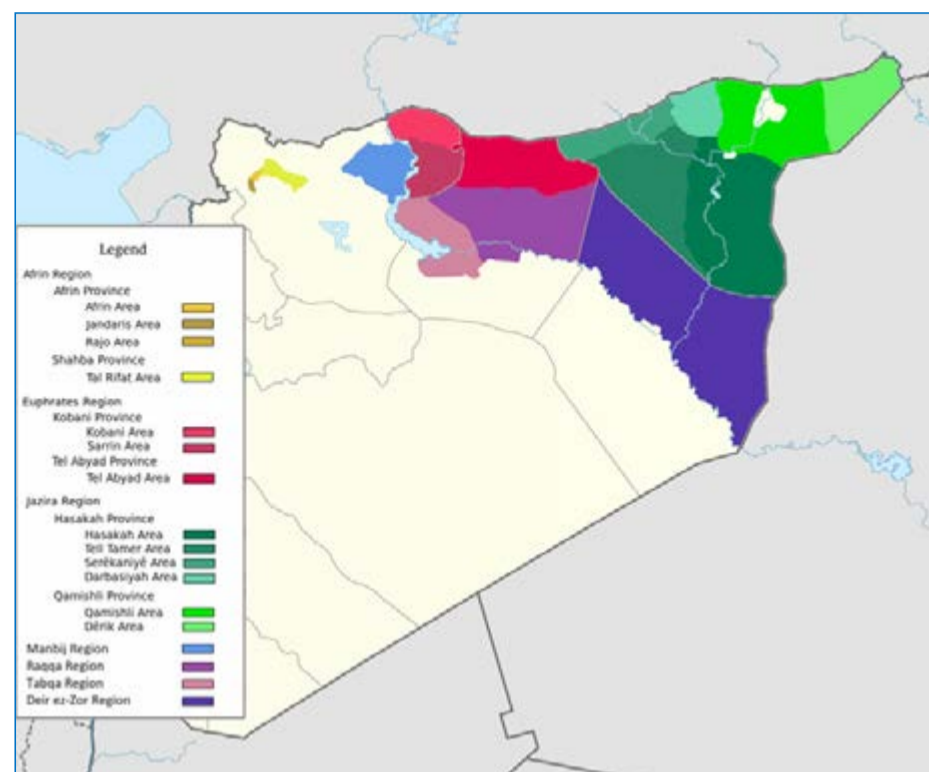 Legend
Afrin Region
Afrin Province
Afrin Area
Jandaris Area
Rajo Area
Shahba Province
Tal Rifat Area
Euphrates Region
Kobani Province
Kobani Area
Sarrin Area
Tel Abyad Province
Tel Abyad Area
Jazira Region
Hasakah Province
Hasakah Area
Tell Tamer Area
Serêkaniyê Area
Darbasiyah Area
Qamishli Province
Qamishli Area
Dêrik Area
Manbij Region
Raqqa Region
Tabqa Region
Deir ez-Zor Region